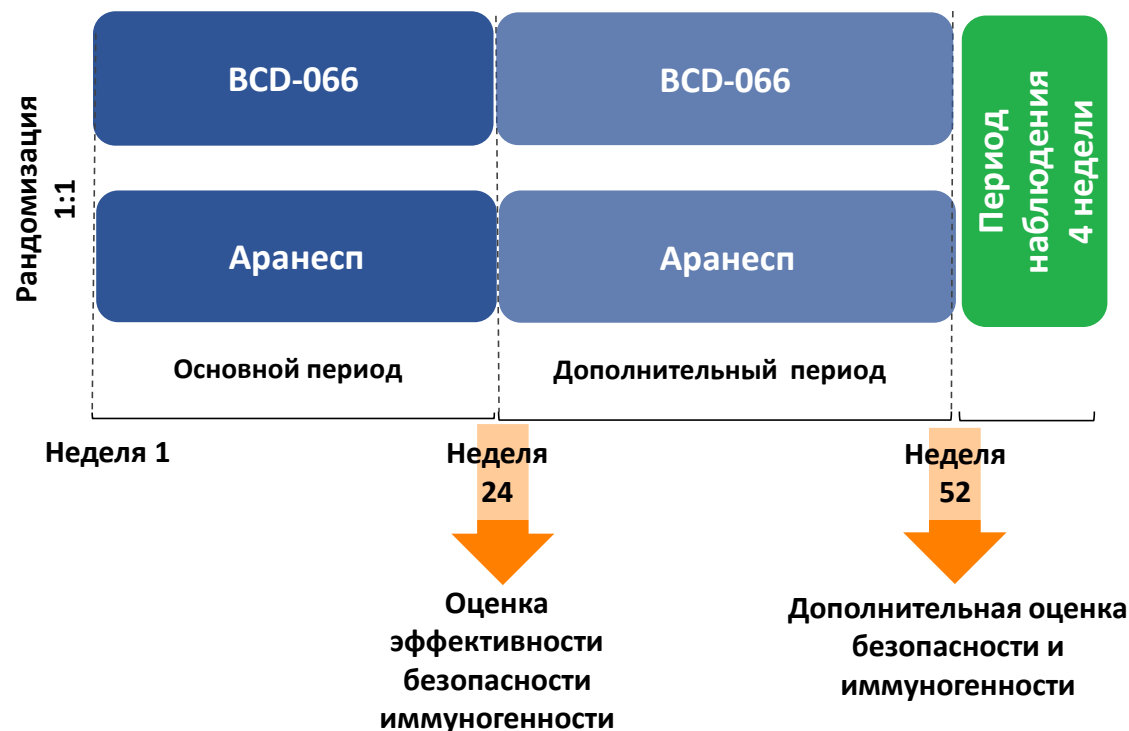 Рандомизация
1:1
BCD-066
BCD-066
Аранесп
Аранесп
Период
наблюдения
4 недели
Основной период
Дополнительный период
Неделя 1
Неделя
24
Неделя
52
Оценка
эффективности
безопасности
иммуногенности
Дополнительная оценка
безопасности и
иммуногенности